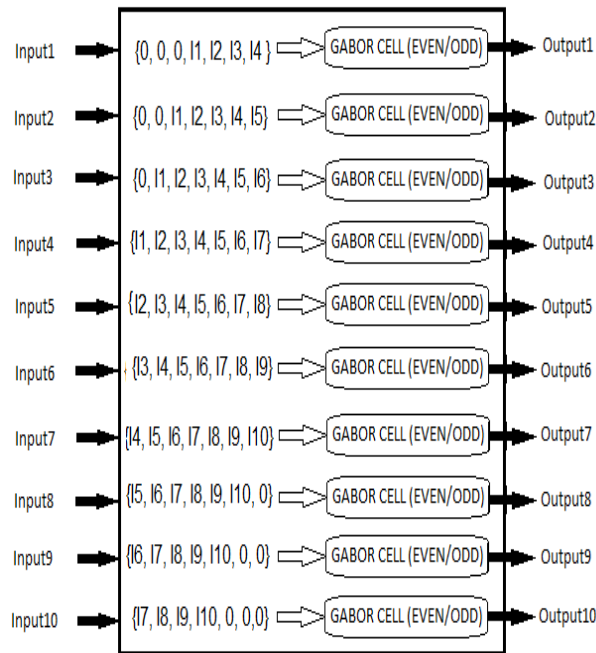 Input1 {0, 0, 0, I1, I2, I3, I4 } GABOR CELL (EVEN/ODD) Output1
Input2 {0, 0, I1, I2, I3, I4, I5} GABOR CELL (EVEN/ODD) Output2
Input3 {0, I1, I2, I3, I4, I5, I6} GABOR CELL (EVEN/ODD) Output3
Input4 {I1, I2, I3, I4, I5, I6, I7} GABOR CELL (EVEN/ODD) Output4
Input5 {I2, I3, I4, I5, I6, I7, I8} GABOR CELL (EVEN/ODD) Output5
Input6 {I3, I4, I5, I6, I7, I8, I9} GABOR CELL (EVEN/ODD) Output6
Input7 {I4, I5, I6, I7, I8, I9, I10} GABOR CELL (EVEN/ODD) Output7
Input8 {I5, I6, I7, I8, I9, I10, 0} GABOR CELL (EVEN/ODD) Output8
Input9 {I6, I7, I8, I9, I10, 0, 0} GABOR CELL (EVEN/ODD) Output9
Input10 {I7, I8, I9, I10, 0, 0,0} GABOR CELL (EVEN/ODD) Output10